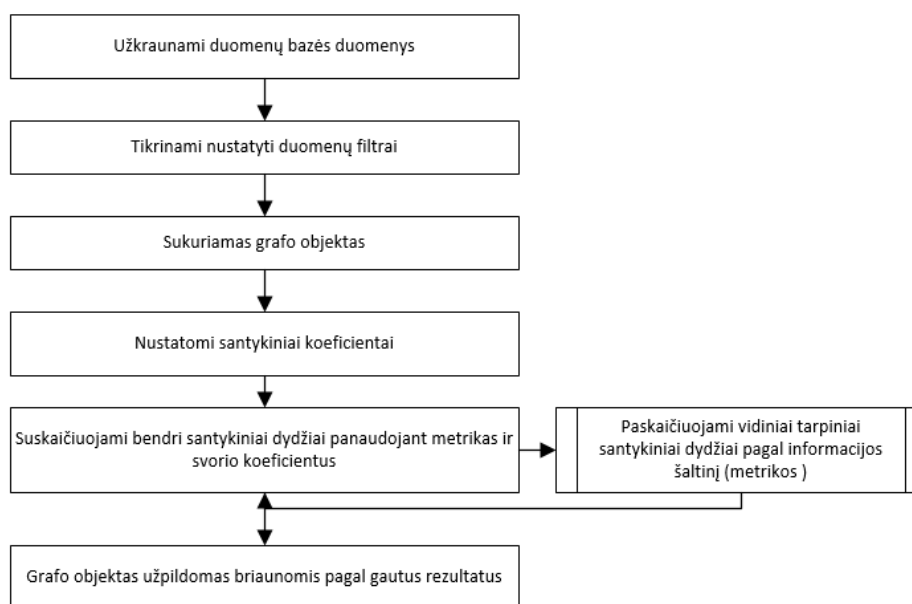 Užkraunami duomenų bazės duomenys
Tikrinami nustatyti duomenų filtrai
Sukuriamas grafo objektas
Nustatomi santykiniai koeficientai
Suskaičiuojami bendri santykiniai dydžiai panaudojant metrikas ir
svorio koeficientus
Paskaičiuojami vidiniai tarpiniai
santykiniai dydžiai pagal informacijos
šaltinį (metrikos )
Grafo objektas užpildomas briaunomis pagal gautus rezultatus